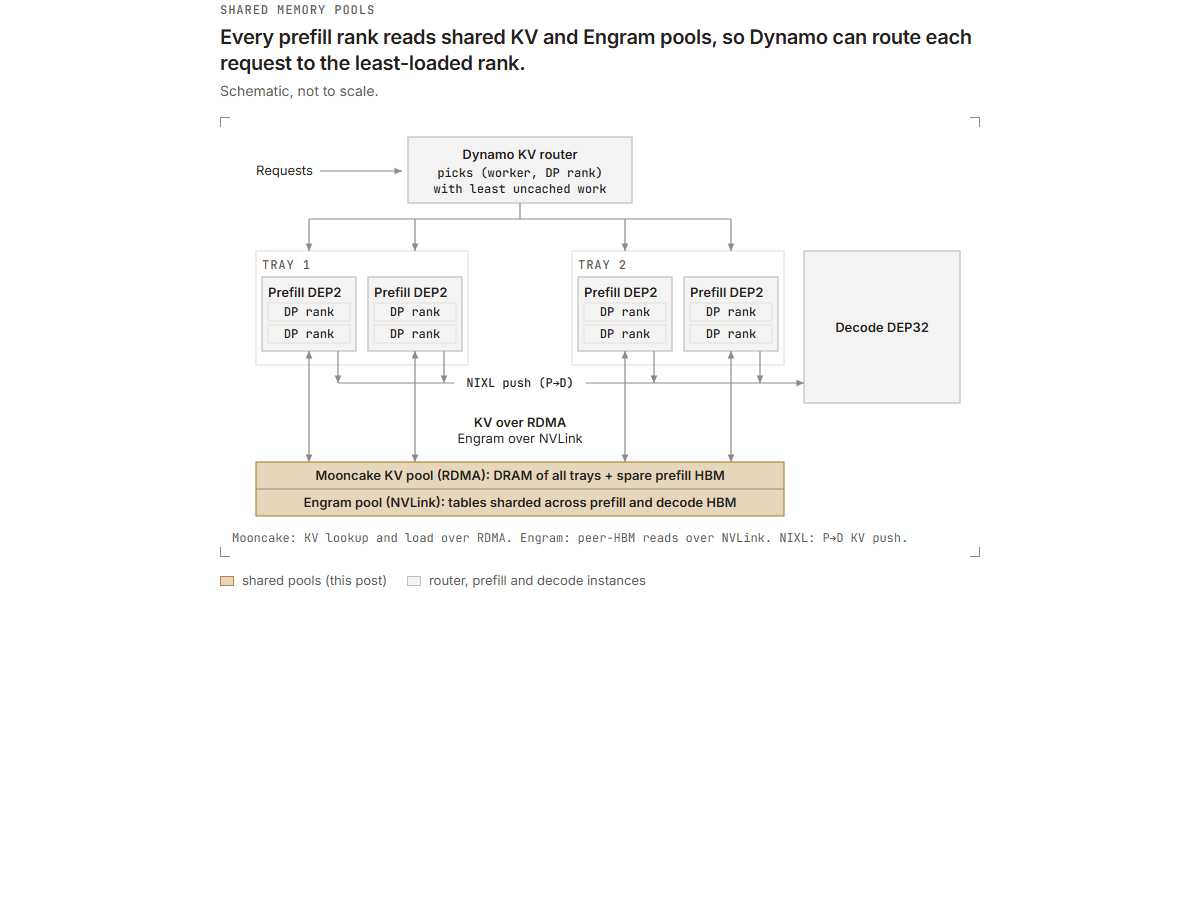 SHARED MEMORY POOLS
Every prefill rank reads shared KV and Engram pools, so Dynamo can route each
request to the least-loaded rank.
Schematic, not to scale.
Requests
Dynamo KV router
picks (worker, DP rank)
with least uncached work
TRAY 1
Prefill DEP2
DP rank
DP rank
Prefill DEP2
DP rank
DP rank
TRAY 2
Prefill DEP2
DP rank
DP rank
Prefill DEP2
DP rank
DP rank
Decode DEP32
NIXL push (P→D)
KV over RDMA
Engram over NVLink
Mooncake KV pool (RDMA): DRAM of all trays + spare prefill HBM
Engram pool (NVLink): tables sharded across prefill and decode HBM
Mooncake: KV lookup and load over RDMA. Engram: peer-HBM reads over NVLink. NIXL: P→D KV push.
shared pools (this post)
router, prefill and decode instances